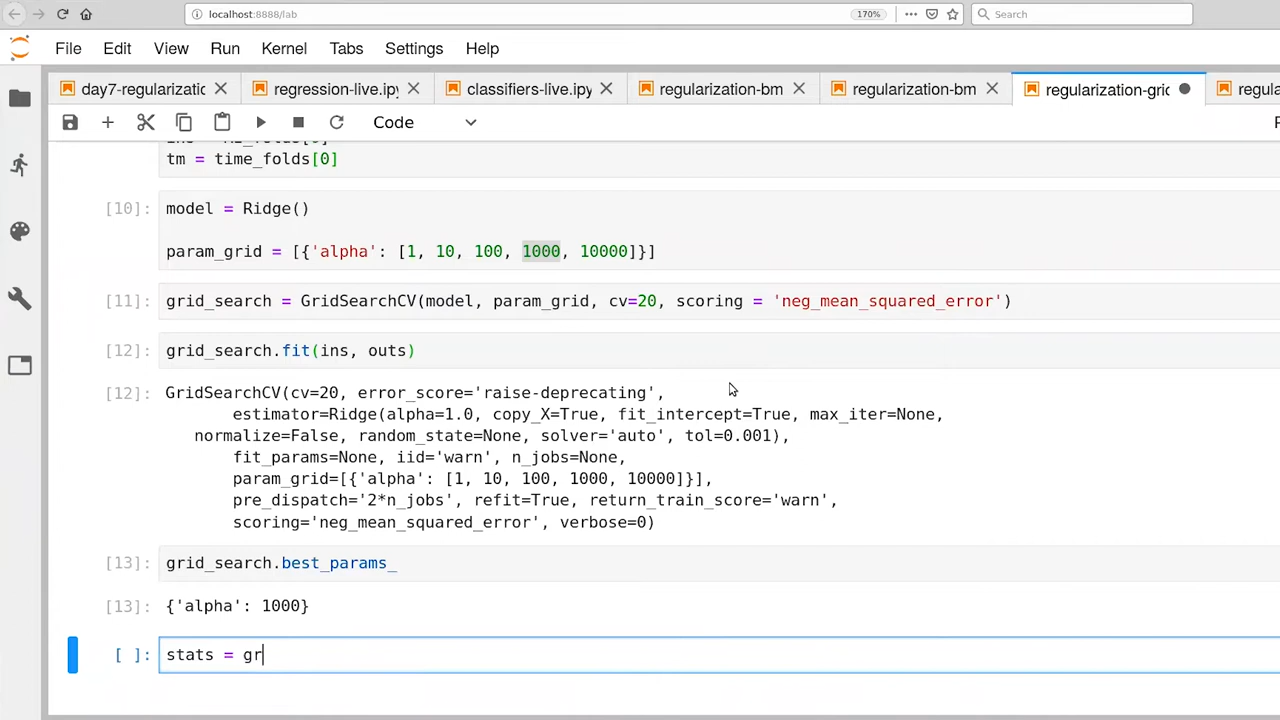 localhost:8888/lab
170%
Search
File Edit View Run Kernel Tabs Settings Help
day7-regularizatic regression-live.ipy classifiers-live.ipy regularization-bm regularization-bm regularization-gric regula
Code
tm = time_folds[0]
[10]: model = Ridge()
param_grid = [{'alpha': [1, 10, 100, 1000, 10000]}]
[11]: grid_search = GridSearchCV(model, param_grid, cv=20, scoring = 'neg_mean_squared_error')
[12]: grid_search.fit(ins, outs)
[12]: GridSearchCV(cv=20, error_score='raise-deprecating',
estimator=Ridge(alpha=1.0, copy_X=True, fit_intercept=True, max_iter=None,
normalize=False, random_state=None, solver='auto', tol=0.001),
fit_params=None, iid='warn', n_jobs=None,
param_grid=[{'alpha': [1, 10, 100, 1000, 10000]}],
pre_dispatch='2*n_jobs', refit=True, return_train_score='warn',
scoring='neg_mean_squared_error', verbose=0)
[13]: grid_search.best_params_
[13]: {'alpha': 1000}
[ ]: stats = gr